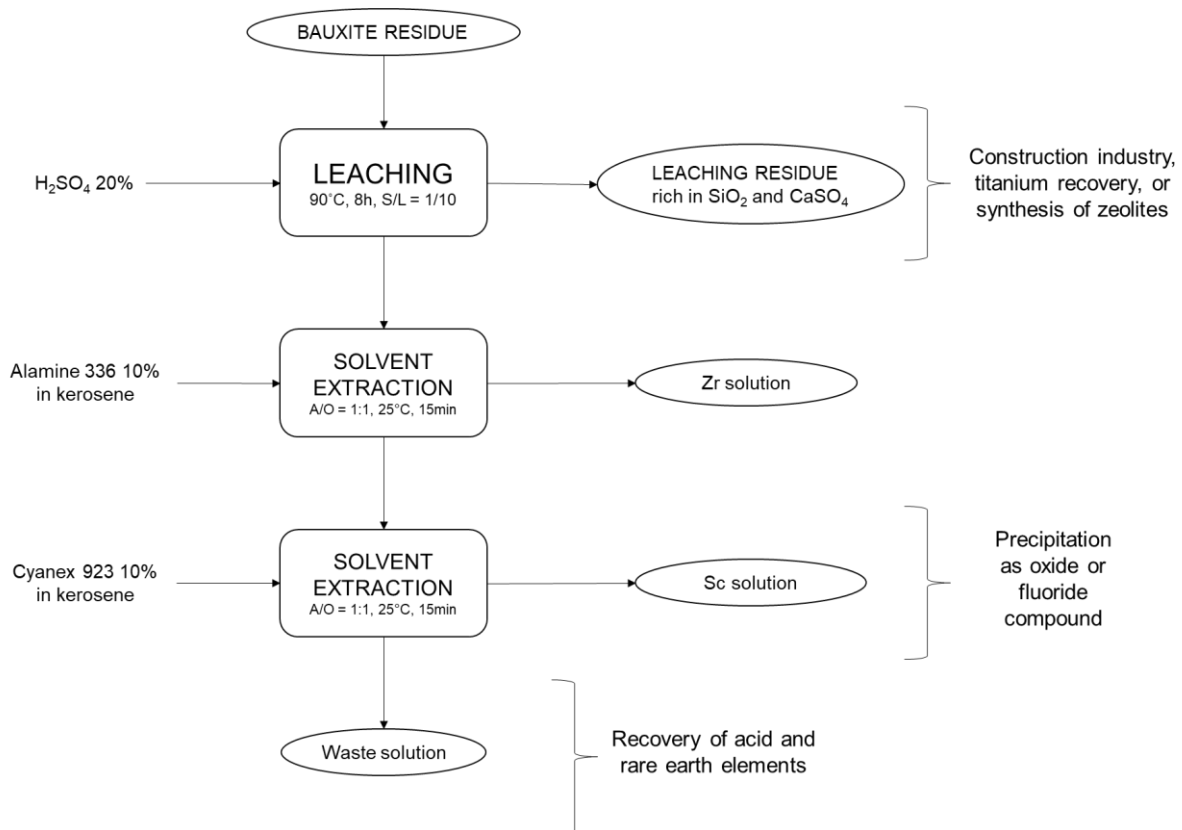 BAUXITE RESIDUE
H₂SO₄ 20%
LEACHING
90°C, 8h, S/L = 1/10
LEACHING RESIDUE
rich in SiO₂ and CaSO₄
Construction industry,
titanium recovery, or
synthesis of zeolites
Alamine 336 10%
in kerosene
SOLVENT
EXTRACTION
A/O = 1:1, 25°C, 15min
Zr solution
Cyanex 923 10%
in kerosene
SOLVENT
EXTRACTION
A/O = 1:1, 25°C, 15min
Sc solution
Precipitation
as oxide or
fluoride
compound
Waste solution
Recovery of acid and
rare earth elements